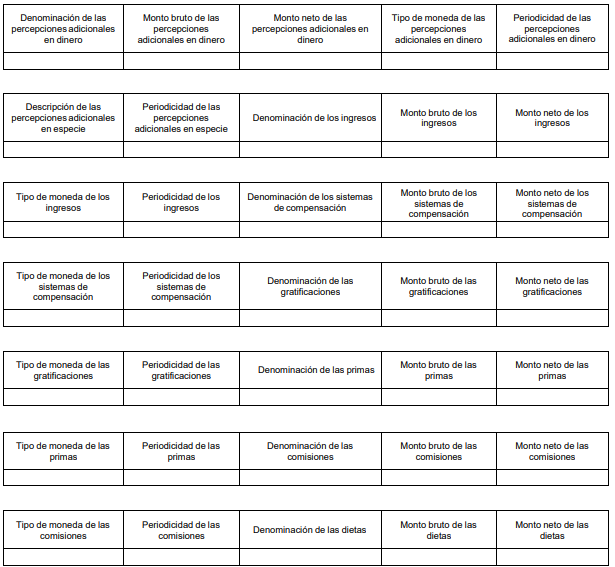 Denominación de las
percepciones adicionales
en dinero
Monto bruto de las
percepciones
adicionales en dinero
Monto neto de las
percepciones adicionales en
dinero
Tipo de moneda de las
percepciones
adicionales en dinero
Periodicidad de las
percepciones
adicionales en dinero
Descripción de las
percepciones adicionales
en especie
Periodicidad de las
percepciones
adicionales en especie
Denominación de los ingresos
Monto bruto de los
ingresos
Monto neto de los
ingresos
Tipo de moneda de los
ingresos
Periodicidad de los
ingresos
Denominación de los sistemas
de compensación
Monto bruto de los
sistemas de
compensación
Monto neto de los
sistemas de
compensación
Tipo de moneda de los
sistemas de
compensación
Periodicidad de los
sistemas de
compensación
Denominación de las
gratificaciones
Monto bruto de las
gratificaciones
Monto neto de las
gratificaciones
Tipo de moneda de las
gratificaciones
Periodicidad de las
gratificaciones
Denominación de las primas
Monto bruto de las
primas
Monto neto de las
primas
Tipo de moneda de las
primas
Periodicidad de las
primas
Denominación de las
comisiones
Monto bruto de las
comisiones
Monto neto de las
comisiones
Tipo de moneda de las
comisiones
Periodicidad de las
comisiones
Denominación de las dietas
Monto bruto de las
dietas
Monto neto de las
dietas